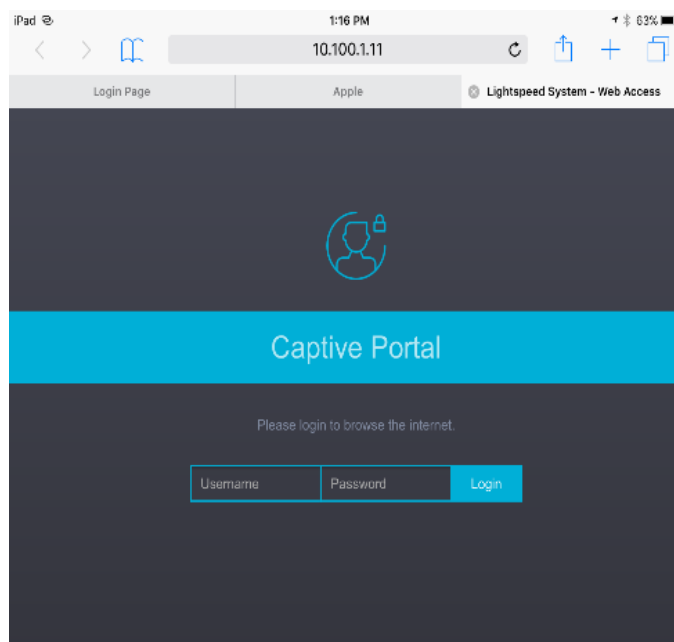 iPad 1:16 PM 63%
10.100.1.11
Login Page Apple Lightspeed System - Web Access
Captive Portal
Please login to browse the internet.
Username Password Login